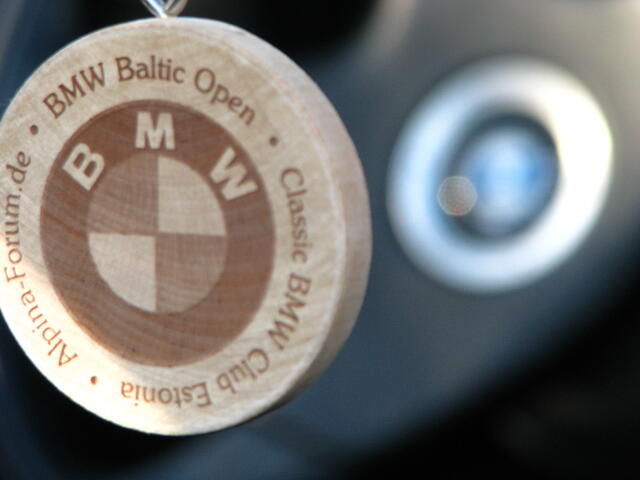 BMW Baltic Open
Classic BMW Club Estonia
Alpina-Forum.de
BMW